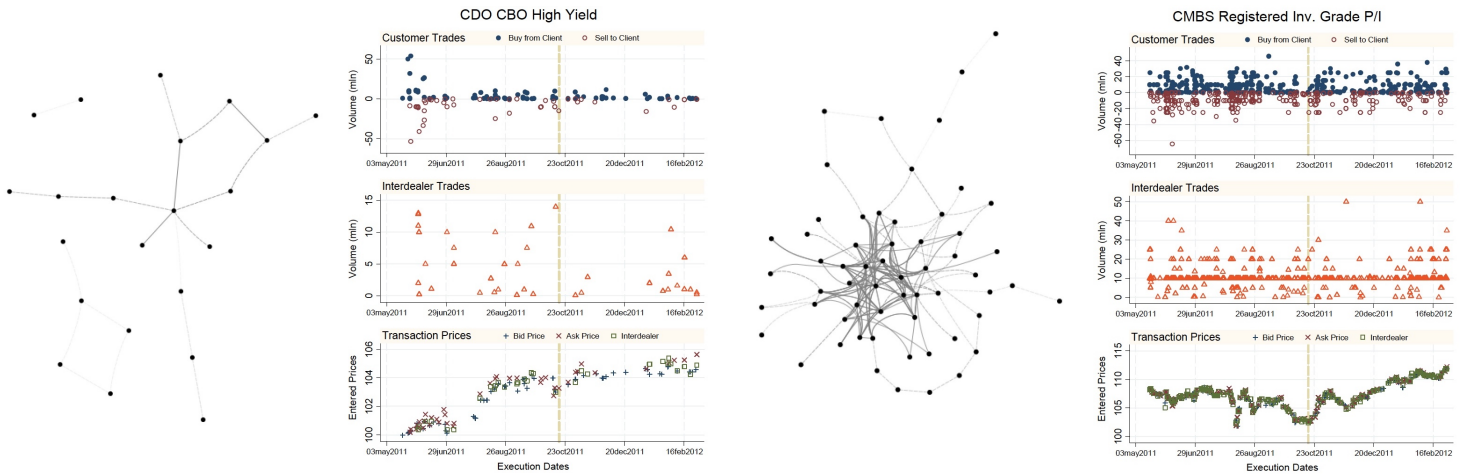 CDO CBO High Yield
Customer Trades Buy from Client Sell to Client
Volume (mln)
50
0
-50
03may2011 29jun2011 26aug2011 23oct2011 20dec2011 16feb2012
Interdealer Trades
Volume (mln)
15
10
5
0
03may2011 29jun2011 26aug2011 23oct2011 20dec2011 16feb2012
Transaction Prices Bid Price Ask Price Interdealer
Entered Prices
106
104
102
100
03may2011 29jun2011 26aug2011 23oct2011 20dec2011 16feb2012
Execution Dates
CMBS Registered Inv. Grade P/I
Customer Trades Buy from Client Sell to Client
Volume (mln)
40
20
0
-20
-40
-60
03may2011 29jun2011 26aug2011 23oct2011 20dec2011 16feb2012
Interdealer Trades
Volume (mln)
50
40
30
20
10
0
03may2011 29jun2011 26aug2011 23oct2011 20dec2011 16feb2012
Transaction Prices Bid Price Ask Price Interdealer
Entered Prices
115
110
105
100
03may2011 29jun2011 26aug2011 23oct2011 20dec2011 16feb2012
Execution Dates